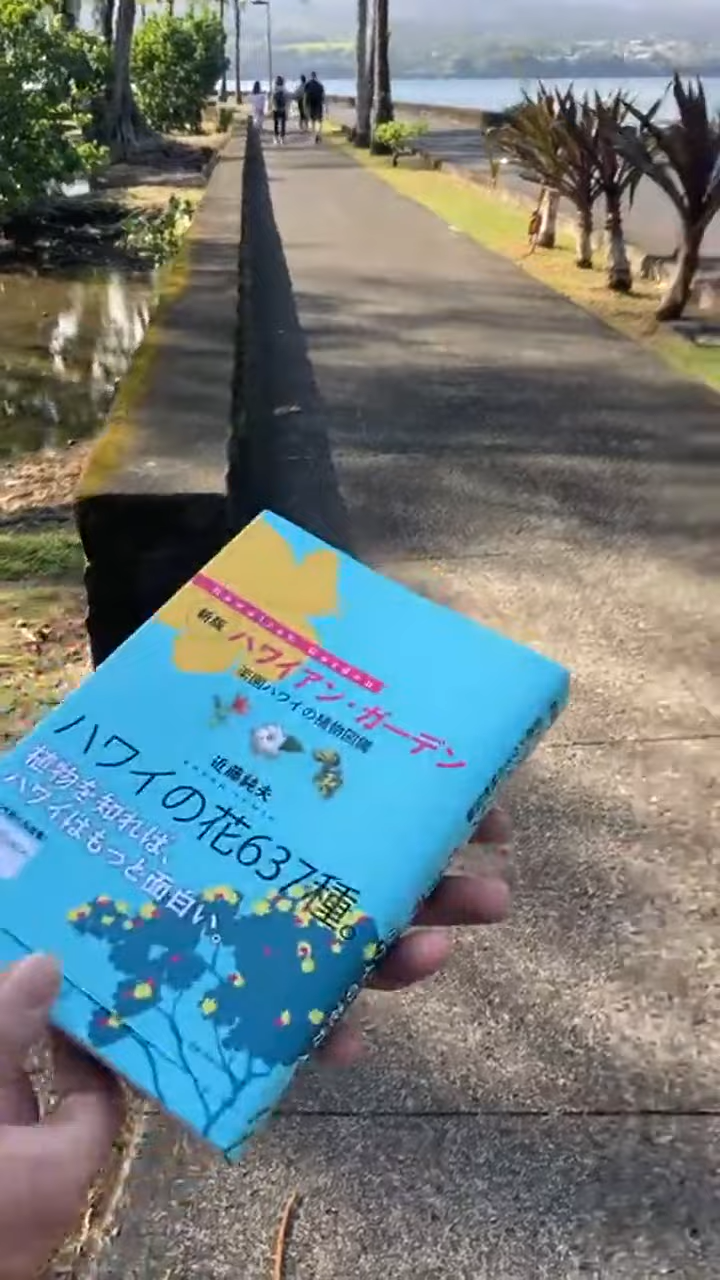 Hawaiian Garden
新版 ハワイアン・ガーデン
楽園ハワイの植物図鑑
近藤純夫
ハワイの花637種。
植物を知れば、
ハワイはもっと面白い。